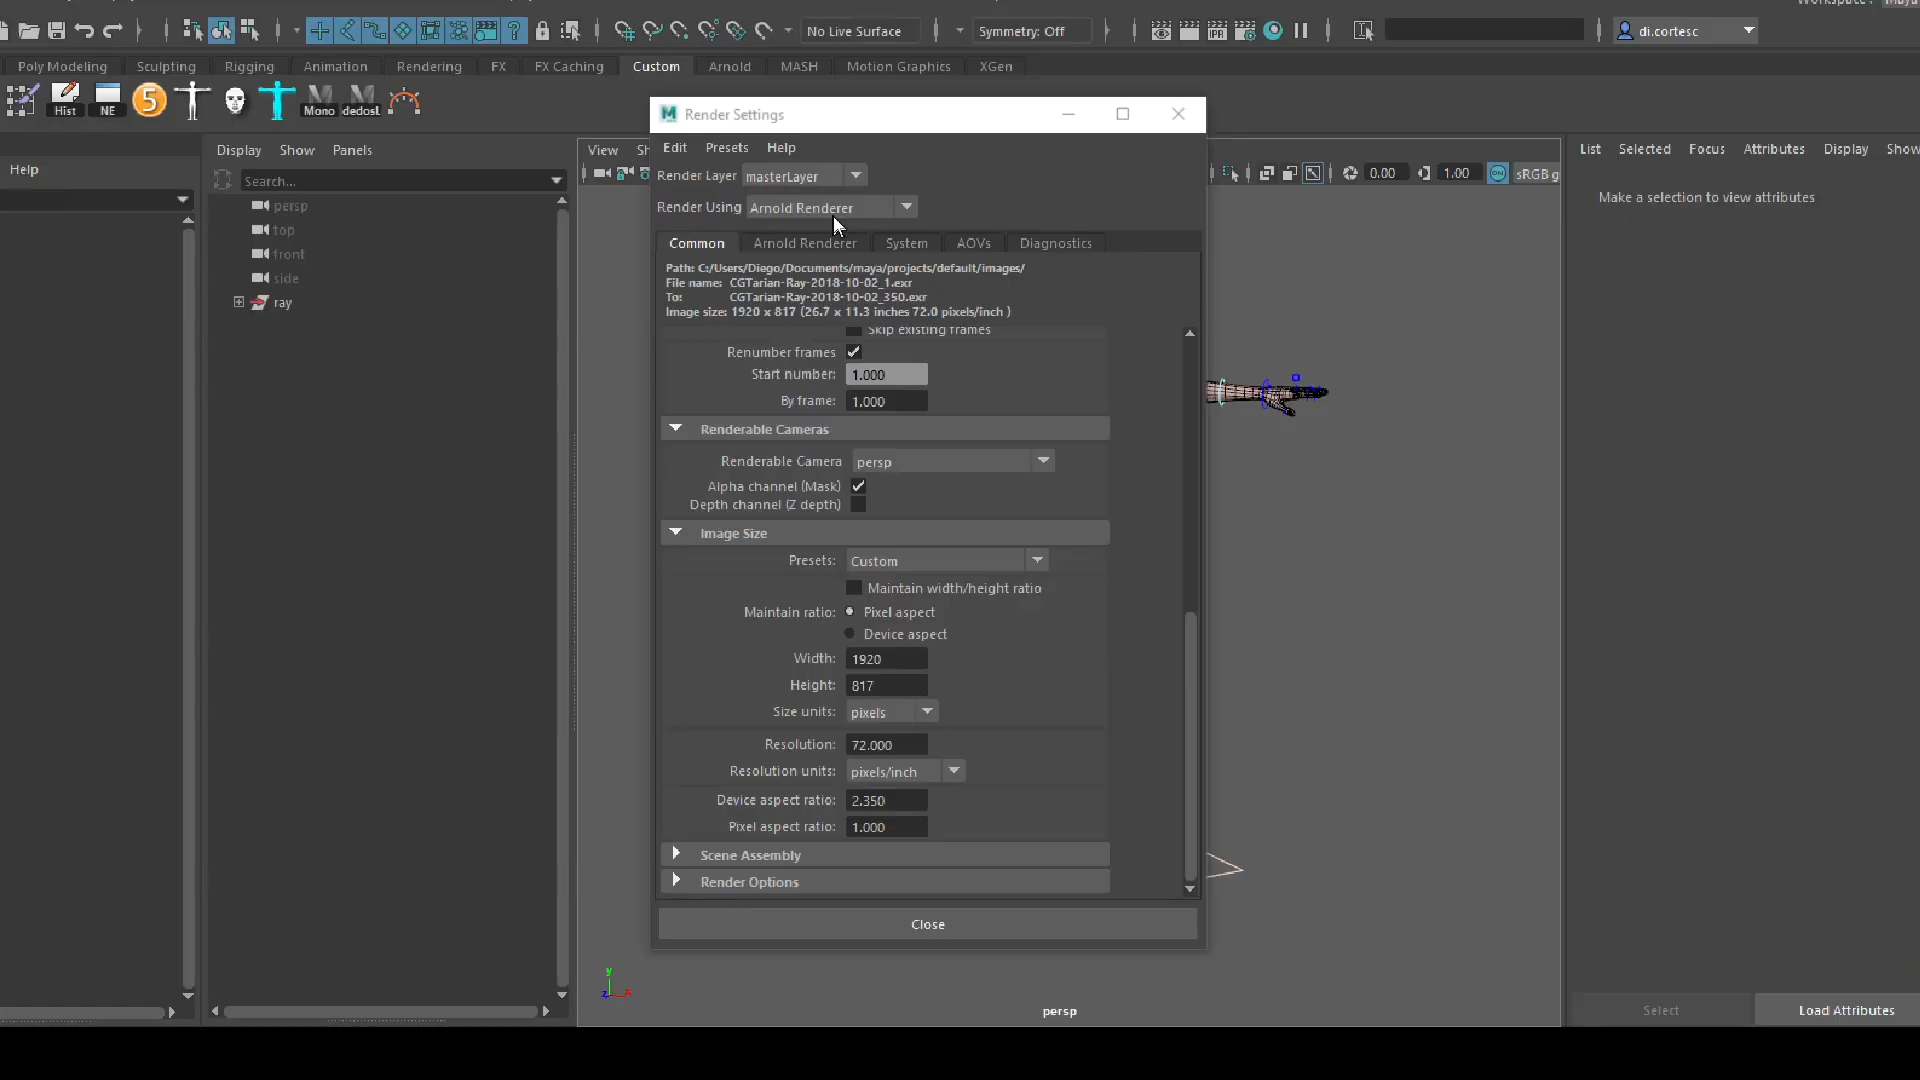 No Live Surface
Symmetry: Off
di.cortesc
Poly Modeling
Sculpting
Rigging
Animation
Rendering
FX
FX Caching
Custom
Arnold
MASH
Motion Graphics
XGen
Hist
NE
5
Mono
dedosL
Help
Display
Show
Panels
Search...
persp
top
front
side
ray
View
M
Render Settings
Edit
Presets
Help
Render Layer
masterLayer
Render Using
Arnold Renderer
Common
Arnold Renderer
System
AOVs
Diagnostics
Path: C:/Users/Diego/Documents/maya/projects/default/images/
File name: CGTarian-Ray-2018-10-02_1.exr
To: CGTarian-Ray-2018-10-02_350.exr
Image size: 1920 x 817 (26.7 x 11.3 inches 72.0 pixels/inch )
Skip existing frames
Renumber frames
Start number: 1.000
By frame: 1.000
Renderable Cameras
Renderable Camera persp
Alpha channel (Mask)
Depth channel (Z depth)
Image Size
Presets: Custom
Maintain width/height ratio
Maintain ratio: Pixel aspect
Device aspect
Width: 1920
Height: 817
Size units: pixels
Resolution: 72.000
Resolution units: pixels/inch
Device aspect ratio: 2.350
Pixel aspect ratio: 1.000
Scene Assembly
Render Options
Close
0.00
1.00
ON
sRGB g
List
Selected
Focus
Attributes
Display
Show
Make a selection to view attributes
y
z
x
persp
Select
Load Attributes